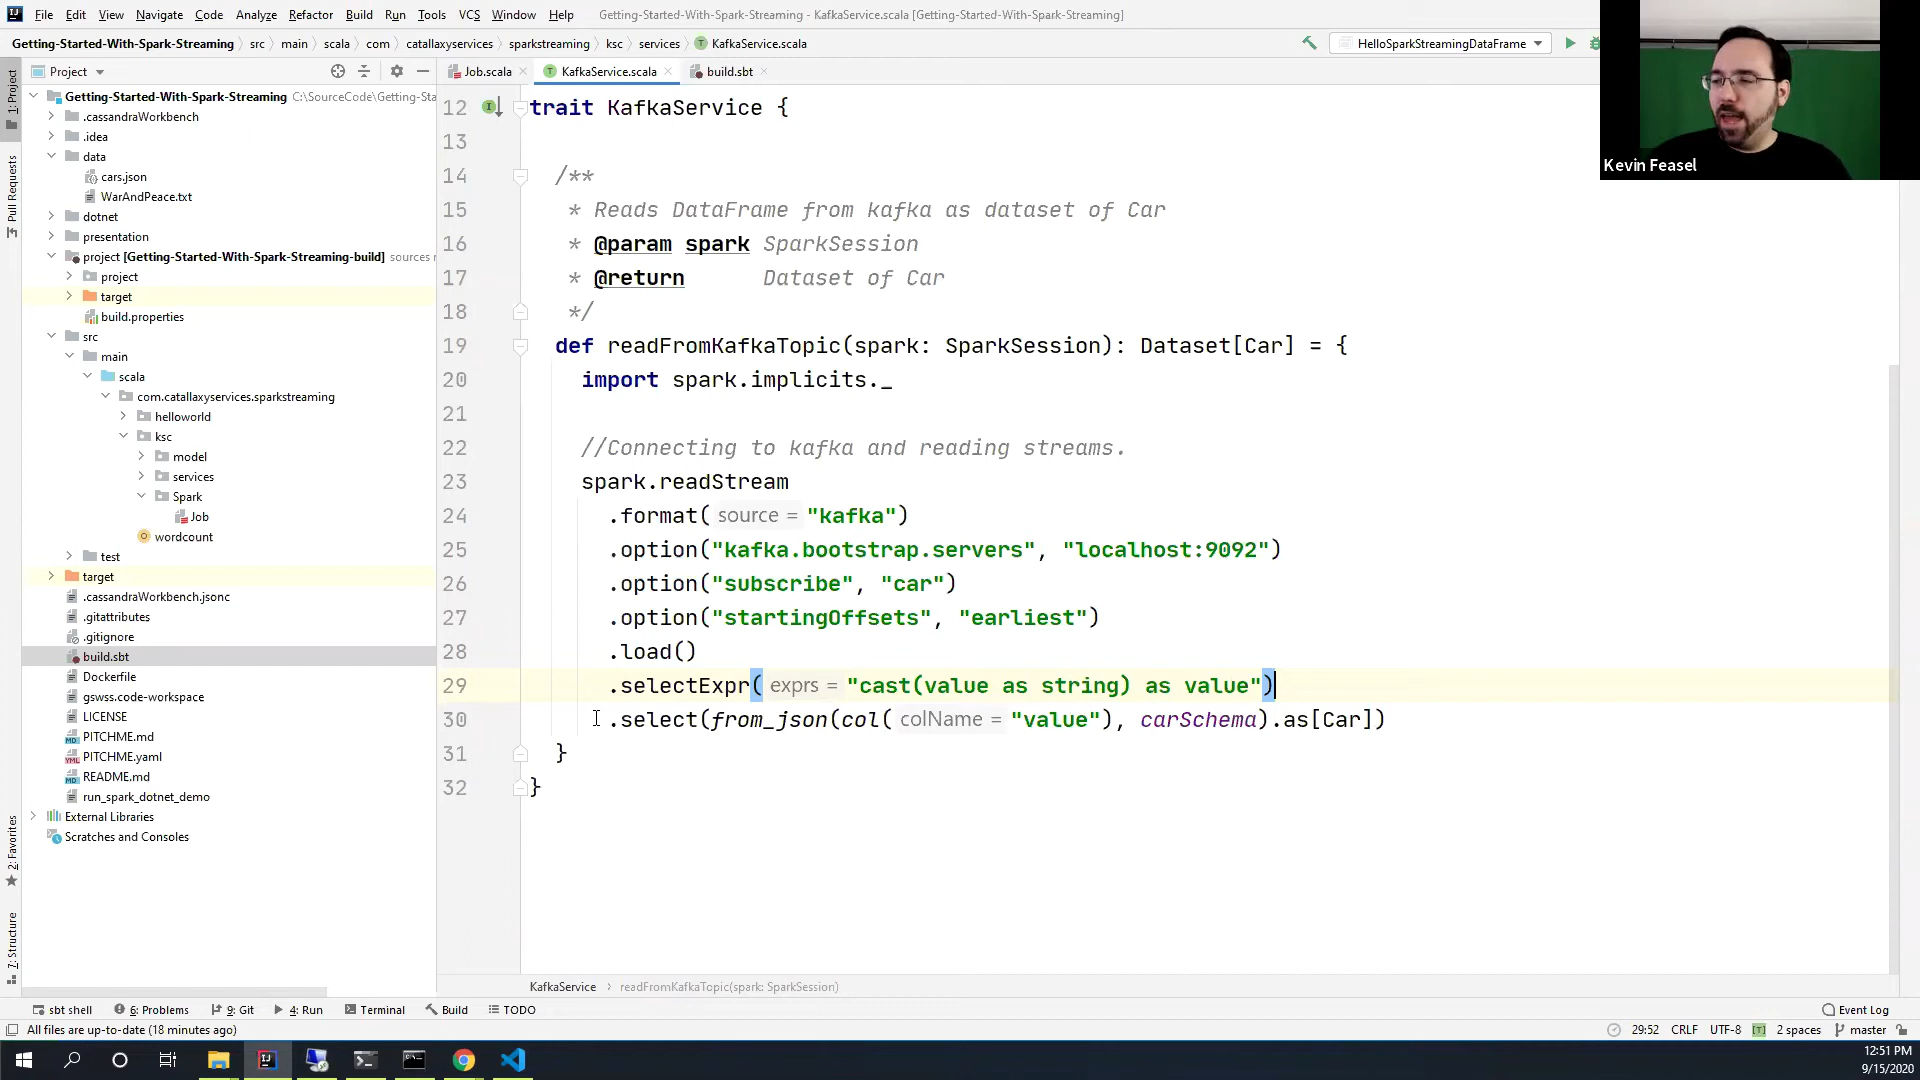 File Edit View Navigate Code Analyze Refactor Build Run Tools VCS Window Help Getting-Started-With-Spark-Streaming - KafkaService.scala [Getting-Started-With-Spark-Streaming]
Getting-Started-With-Spark-Streaming src main scala com catallaxyservices sparkstreaming ksc services KafkaService.scala HelloSparkStreamingDataFrame
Project Job.scala KafkaService.scala build.sbt
1: Project
Pull Requests
2: Favorites
7: Structure
Getting-Started-With-Spark-Streaming C:\SourceCode\Getting-Sta
.cassandraWorkbench
.idea
data
cars.json
WarAndPeace.txt
dotnet
presentation
project [Getting-Started-With-Spark-Streaming-build] sources r
project
target
build.properties
src
main
scala
com.catallaxyservices.sparkstreaming
helloworld
ksc
model
services
Spark
Job
wordcount
test
target
.cassandraWorkbench.jsonc
.gitattributes
.gitignore
build.sbt
Dockerfile
gswss.code-workspace
LICENSE
PITCHME.md
PITCHME.yaml
README.md
run_spark_dotnet_demo
External Libraries
Scratches and Consoles
12 trait KafkaService {
13
14 /**
15 * Reads DataFrame from kafka as dataset of Car
16 * @param spark SparkSession
17 * @return Dataset of Car
18 */
19 def readFromKafkaTopic(spark: SparkSession): Dataset[Car] = {
20 import spark.implicits._
21
22 //Connecting to kafka and reading streams.
23 spark.readStream
24 .format( source = "kafka")
25 .option("kafka.bootstrap.servers", "localhost:9092")
26 .option("subscribe", "car")
27 .option("startingOffsets", "earliest")
28 .load()
29 .selectExpr( exprs = "cast(value as string) as value")
30 .select(from_json(col( colName = "value"), carSchema).as[Car])
31 }
32 }
Kevin Feasel
KafkaService readFromKafkaTopic(spark: SparkSession)
sbt shell 6: Problems 9: Git 4: Run Terminal Build TODO Event Log
All files are up-to-date (18 minutes ago) 29:52 CRLF UTF-8 2 spaces master
12:51 PM
9/15/2020